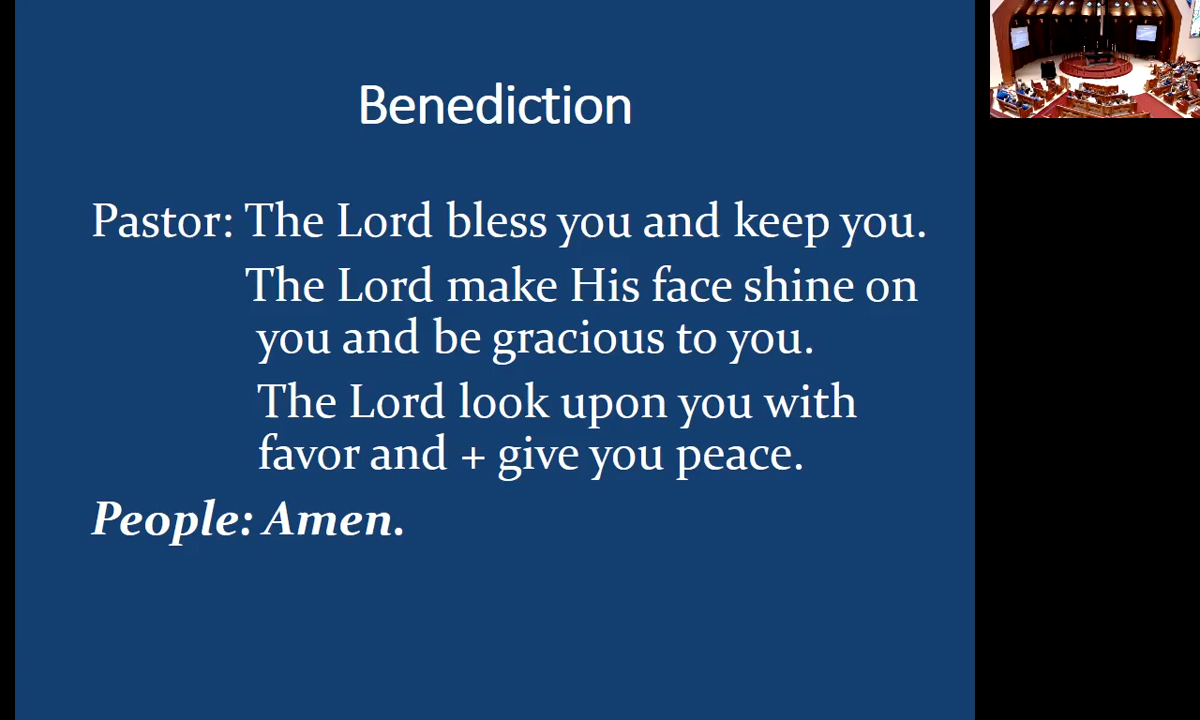 Benediction
Pastor: The Lord bless you and keep you.
The Lord make His face shine on
you and be gracious to you.
The Lord look upon you with
favor and + give you peace.
People: Amen.